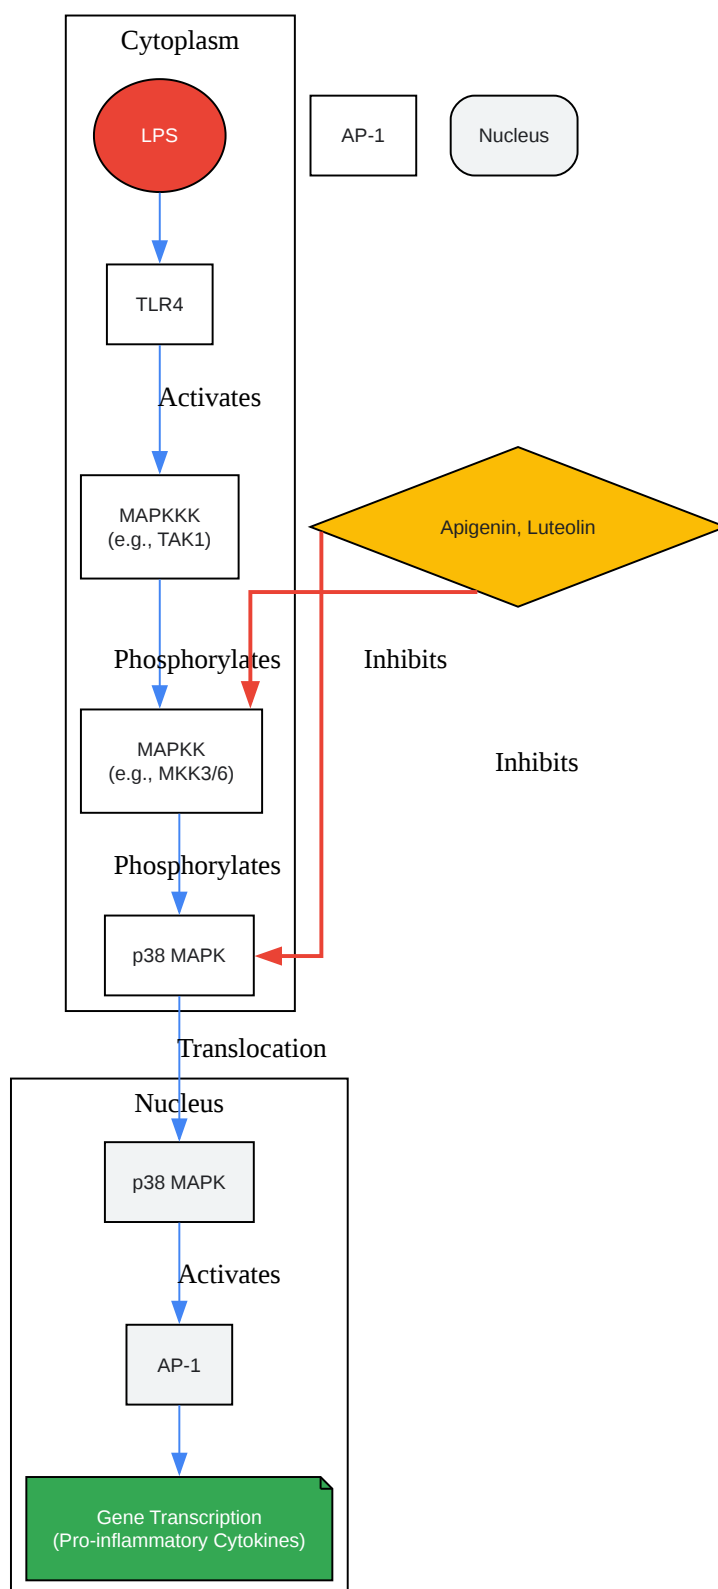 Cytoplasm
LPS
AP-1
Nucleus
TLR4
Activates
MAPKKK
(e.g., TAK1)
Apigenin, Luteolin
Phosphorylates
Inhibits
MAPKK
(e.g., MKK3/6)
Inhibits
Phosphorylates
p38 MAPK
Translocation
Nucleus
p38 MAPK
Activates
AP-1
Gene Transcription
(Pro-inflammatory Cytokines)